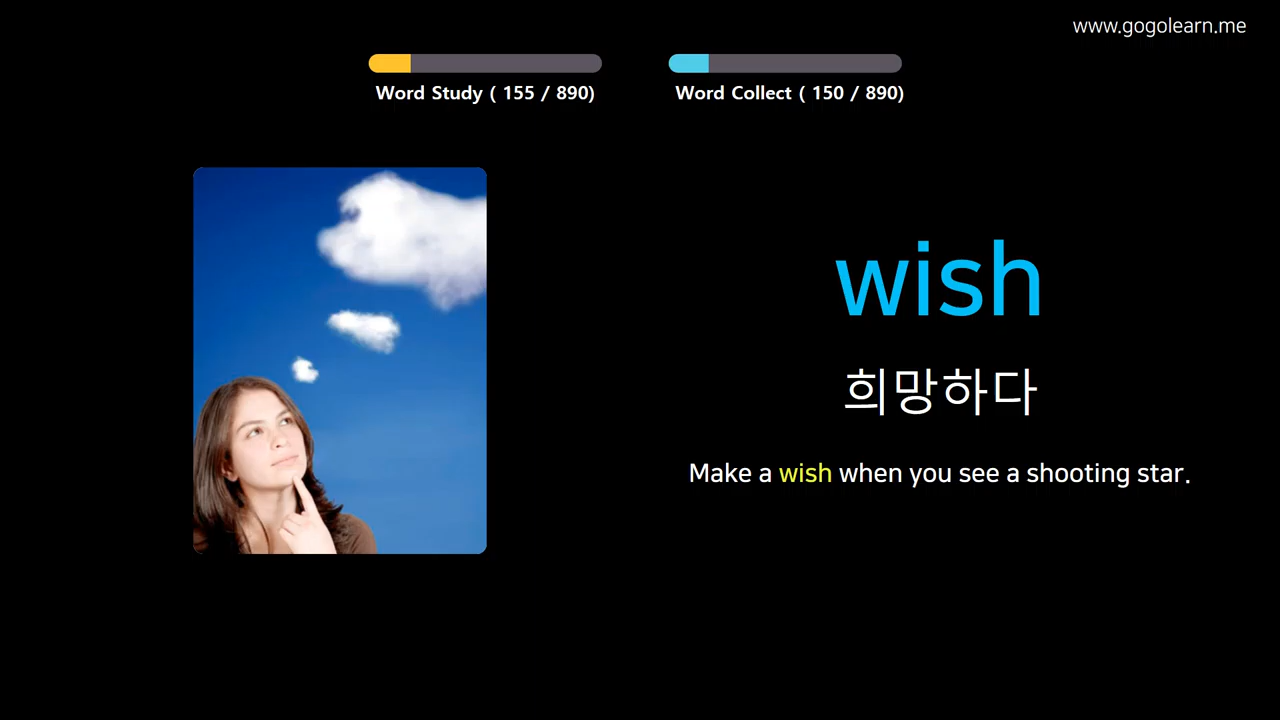 www.gogolearn.me
Word Study ( 155 / 890)
Word Collect ( 150 / 890)
wish
희망하다
Make a wish when you see a shooting star.